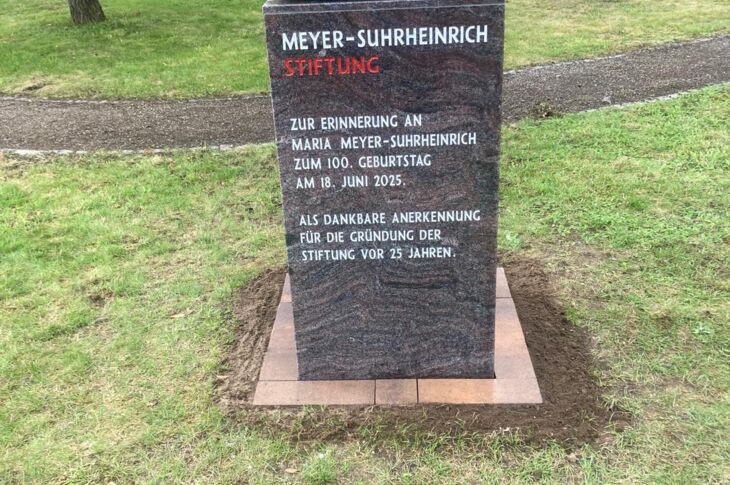 MEYER-SUHRHEINRICH
STIFTUNG
ZUR ERINNERUNG AN
MARIA MEYER-SUHRHEINRICH
ZUM 100. GEBURTSTAG
AM 18. JUNI 2025.
ALS DANKBARE ANERKENNUNG
FÜR DIE GRÜNDUNG DER
STIFTUNG VOR 25 JAHREN.